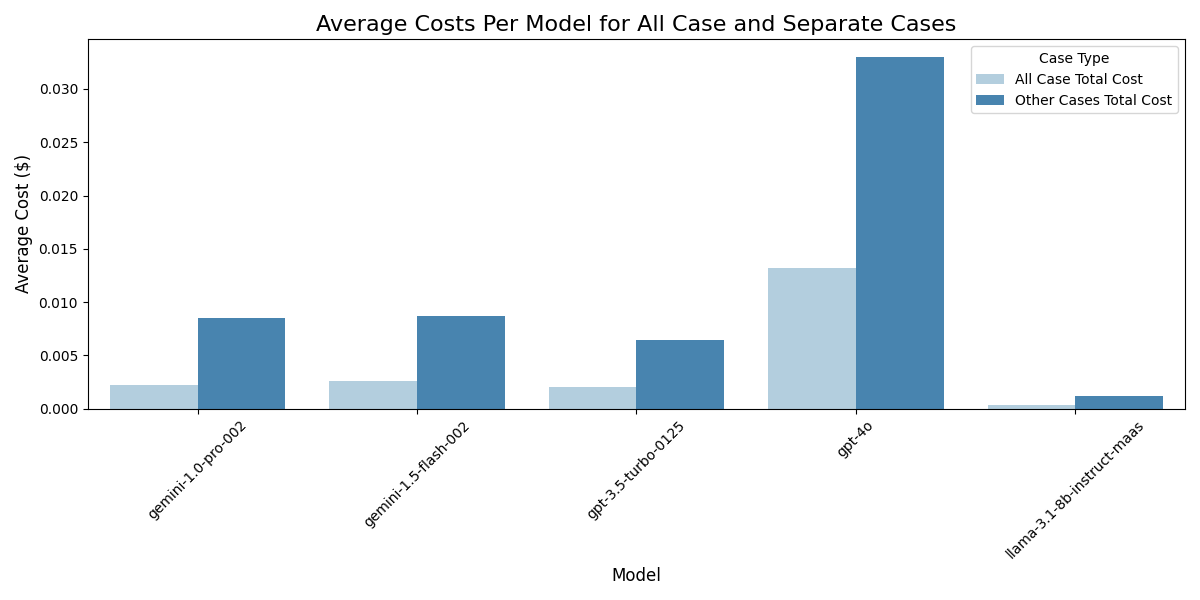 Average Costs Per Model for All Case and Separate Cases
Case Type
All Case Total Cost
Other Cases Total Cost
Average Cost ($)
0.030
0.025
0.020
0.015
0.010
0.005
0.000
gemini-1.0-pro-002
gemini-1.5-flash-002
gpt-3.5-turbo-0125
gpt-4o
llama-3.1-8b-instruct-maas
Model